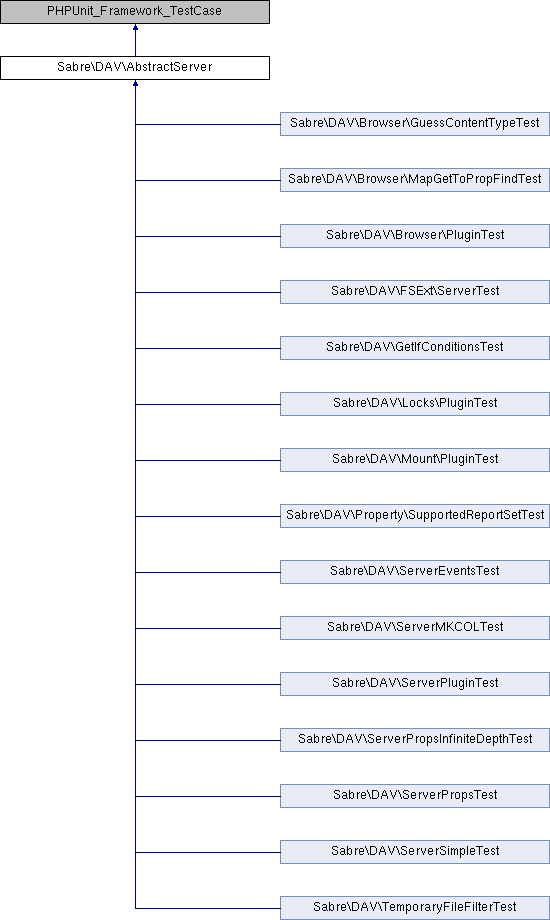 PHPUnit_Framework_TestCase
Sabre\DAV\AbstractServer
Sabre\DAV\Browser\GuessContentTypeTest
Sabre\DAV\Browser\MapGetToPropFindTest
Sabre\DAV\Browser\PluginTest
Sabre\DAV\FSExt\ServerTest
Sabre\DAV\GetIfConditionsTest
Sabre\DAV\Locks\PluginTest
Sabre\DAV\Mount\PluginTest
Sabre\DAV\Property\SupportedReportSetTest
Sabre\DAV\ServerEventsTest
Sabre\DAV\ServerMKCOLTest
Sabre\DAV\ServerPluginTest
Sabre\DAV\ServerPropsInfiniteDepthTest
Sabre\DAV\ServerPropsTest
Sabre\DAV\ServerSimpleTest
Sabre\DAV\TemporaryFileFilterTest